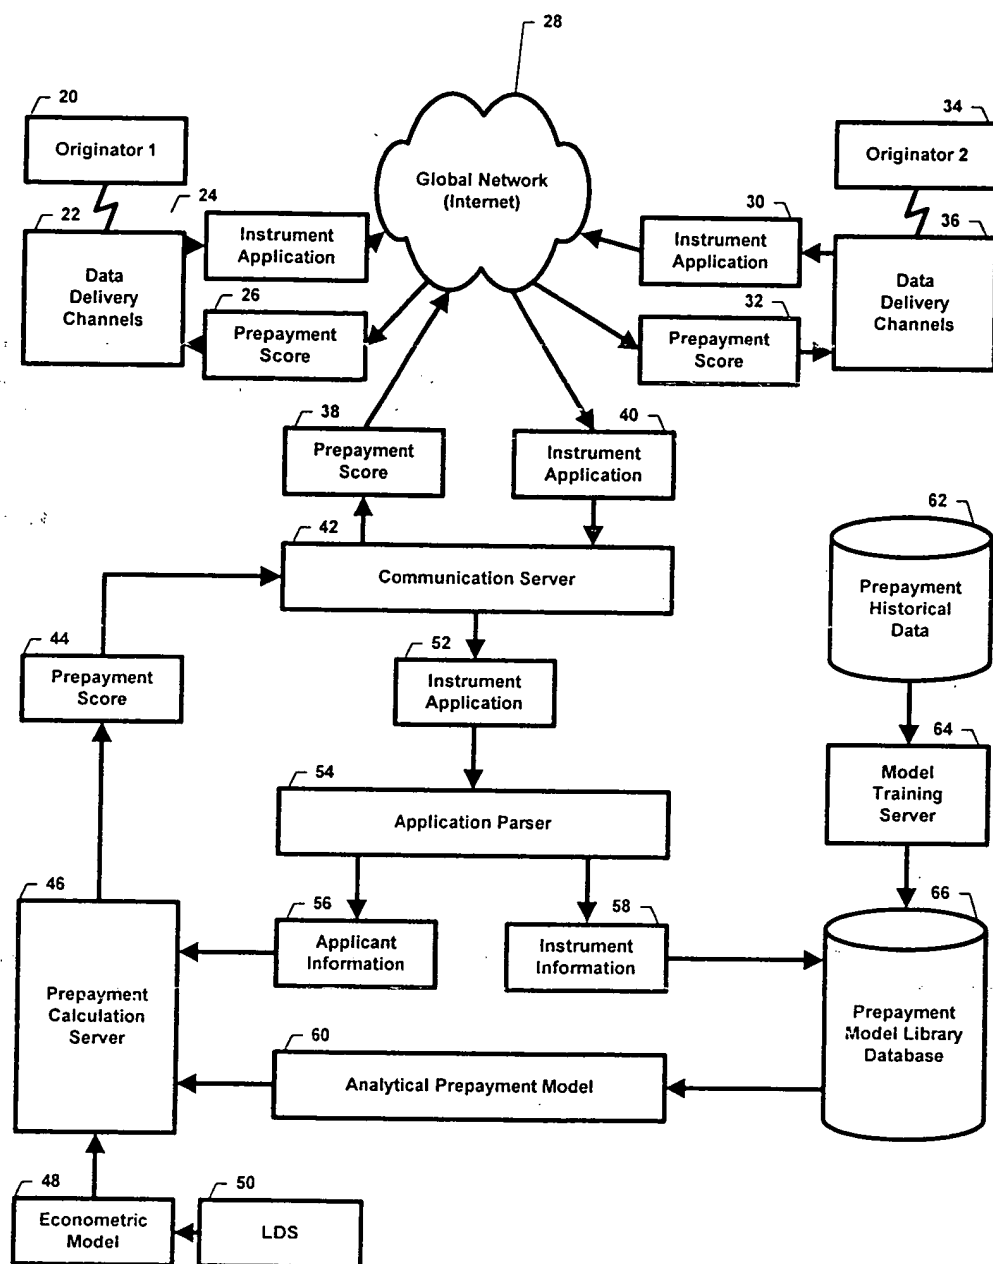 28
20
Originator 1
34
Originator 2
Global Network
(Internet)
24
Instrument
Application
22
Data
Delivery
Channels
26
Prepayment
Score
30
Instrument
Application
36
Data
Delivery
Channels
32
Prepayment
Score
38
Prepayment
Score
40
Instrument
Application
42
Communication Server
62
Prepayment
Historical
Data
44
Prepayment
Score
52
Instrument
Application
64
Model
Training
Server
54
Application Parser
46
Prepayment
Calculation
Server
56
Applicant
Information
58
Instrument
Information
66
Prepayment
Model Library
Database
60
Analytical Prepayment Model
48
Econometric
Model
50
LDS